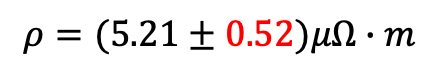 ρ = (5.21 ± 0.52)μΩ · m